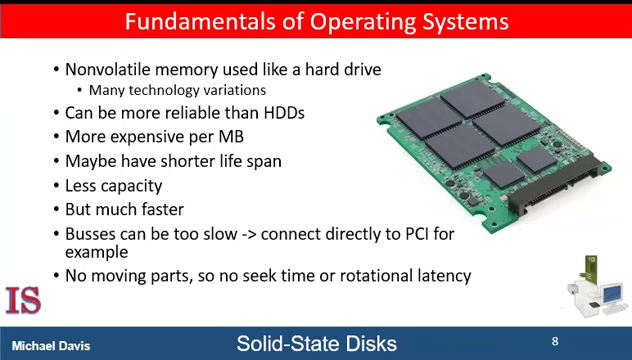 Fundamentals of Operating Systems
• Nonvolatile memory used like a hard drive
• Many technology variations
• Can be more reliable than HDDs
• More expensive per MB
• Maybe have shorter life span
• Less capacity
• But much faster
• Busses can be too slow -> connect directly to PCI for
example
• No moving parts, so no seek time or rotational latency
IS
Michael Davis
Solid-State Disks
8